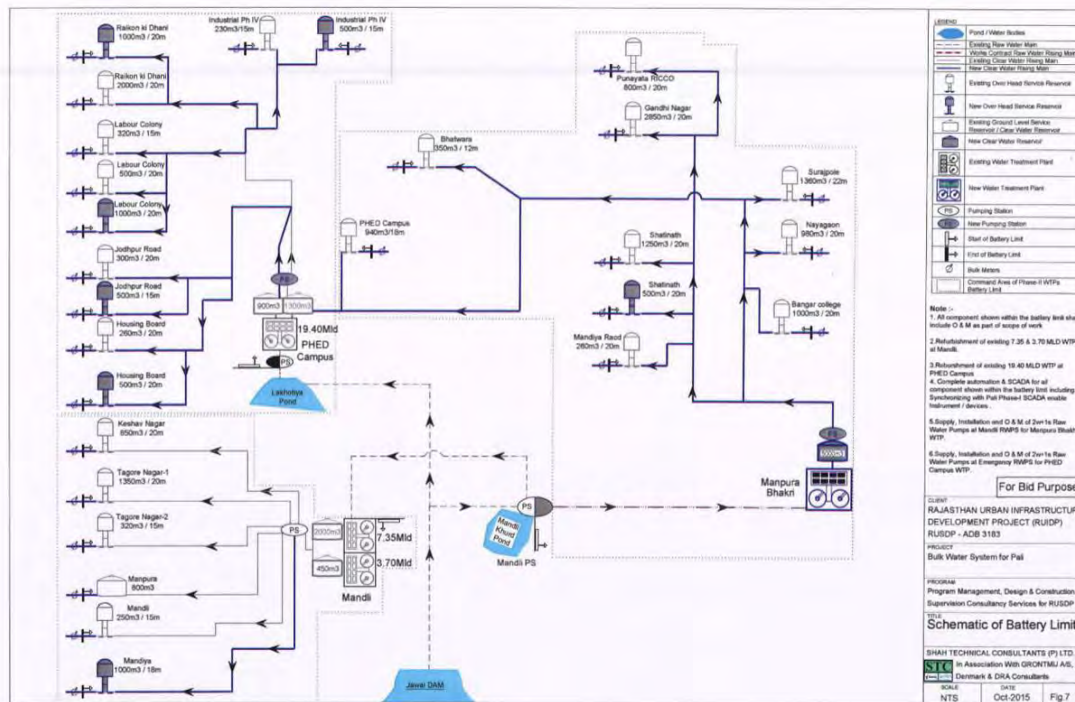 Raikon ki Dhani
1000m3 / 20m
Industrial Ph IV
230m3/15m
Industrial Ph IV
500m3 / 15m
Raikon ki Dhani
2000m3 / 20m
Labour Colony
320m3 / 15m
Labour Colony
500m3 / 20m
Labour Colony
1000m3 / 20m
Jodhpur Road
300m3 / 20m
Jodhpur Road
500m3 / 15m
Housing Board
260m3 / 20m
Housing Board
500m3 / 20m
Bhatwara
350m3 / 12m
PHED Campus
940m3/18m
PS
900m3
1300m3
19.40Mld
PHED
Campus
PS
Lakhotiya
Pond
Punayata RICCO
800m3 / 20m
Gandhi Nagar
2850m3 / 20m
Surajpole
1360m3 / 22m
Nayagaon
980m3 / 20m
Shatinath
1250m3 / 20m
Shatinath
500m3 / 20m
Bangar college
1000m3 / 20m
Mandiya Raod
260m3 / 20m
PS
5000m3
Manpura
Bhakri
Keshav Nagar
650m3 / 20m
Tagore Nagar-1
1350m3 / 20m
Tagore Nagar-2
320m3 / 15m
Manpura
800m3
Mandli
250m3 / 15m
Mandiya
1000m3 / 18m
PS
2000m3
450m3
7.35Mld
3.70Mld
Mandli
PS
Mandli
Khurd
Pond
Mandli PS
Jawai DAM
LEGEND
Pond / Water Bodies
Existing Raw Water Main
Works Contract Raw Water Rising Main
Existing Clear Water Rising Main
New Clear Water Rising Main
Existing Over Head Service
Reservoir
New Over Head Service
Reservoir
Existing Ground Level Service
Reservoir / Clear Water Reservoir
New Clear Water Reservoir
Existing Water Treatment Plant
New Water Treatment Plant
PS
Pumping Station
PS
New Pumping Station
Start of Battery Limit
End of Battery Limit
Bulk Meters
Command Area of Phase-II WTPs
Battery Limit
Note :-
1. All component shown within the battery limit sha
include O & M as part of scope of work
2.Refurbishment of existing 7.35 & 3.70 MLD WTP
at Mandli.
3.Reburshment of existing 19.40 MLD WTP at
PHED Campus
4. Complete automation & SCADA for all
component shown within the battery limit including
Synchronizing with Pali Phase-I SCADA enable
Instrument / devices .
5.Supply, Installation and O & M of 2w+1s Raw
Water Pumps at Mandli RWPS for Manpura Bhakri
WTP.
6.Supply, Installation and O & M of 2w+1s Raw
Water Pumps at Emergency RWPS for PHED
Campus WTP.
For Bid Purpose
CLIENT
RAJASTHAN URBAN INFRASTRUCTUR
DEVELOPMENT PROJECT (RUIDP)
RUSDP - ADB 3183
PROJECT
Bulk Water System for Pali
PROGRAM
Program Management, Design & Construction
Supervision Consultancy Services for RUSDP
TITLE
Schematic of Battery Limit
SHAH TECHNICAL CONSULTANTS (P) LTD.
STC
In Association With GRONTMIJ A/S,
Denmark & DRA Consultants
SCALE
NTS
DATE
Oct-2015
Fig.7